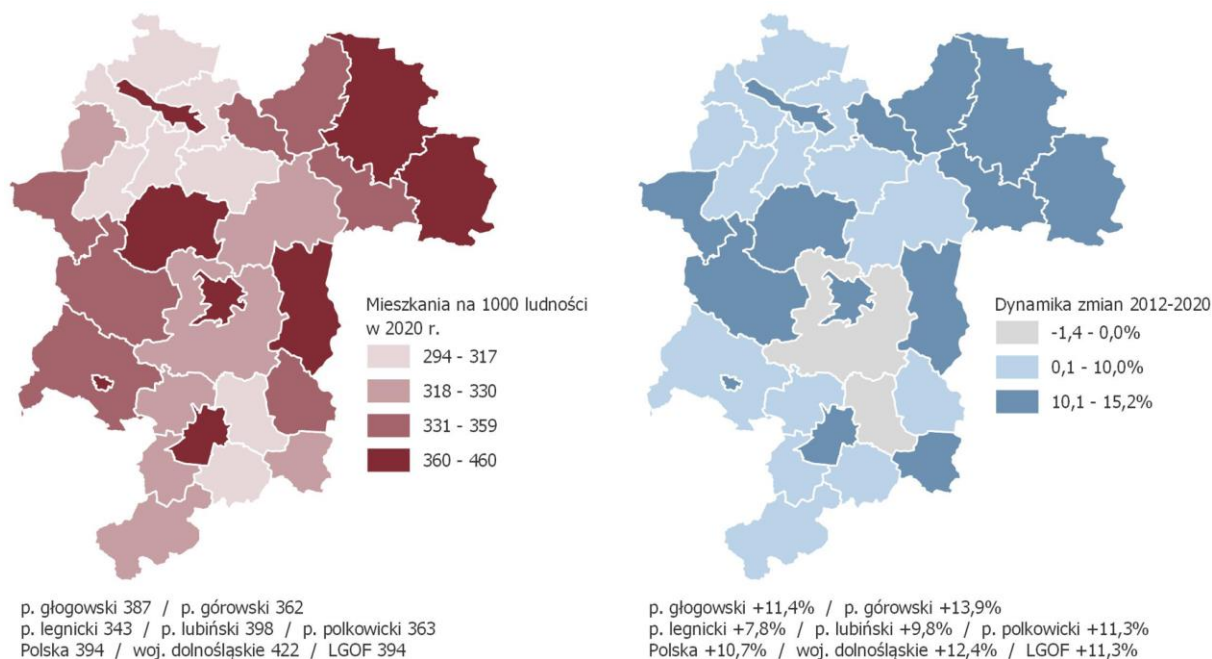 Mieszkania na 1000 ludności
w 2020 r.
294 - 317
318 - 330
331 - 359
360 - 460
p. głogowski 387 / p. górowski 362
p. legnicki 343 / p. lubiński 398 / p. polkowicki 363
Polska 394 / woj. dolnośląskie 422 / LGOF 394
Dynamika zmian 2012-2020
-1,4 - 0,0%
0,1 - 10,0%
10,1 - 15,2%
p. głogowski +11,4% / p. górowski +13,9%
p. legnicki +7,8% / p. lubiński +9,8% / p. polkowicki +11,3%
Polska +10,7% / woj. dolnośląskie +12,4% / LGOF +11,3%